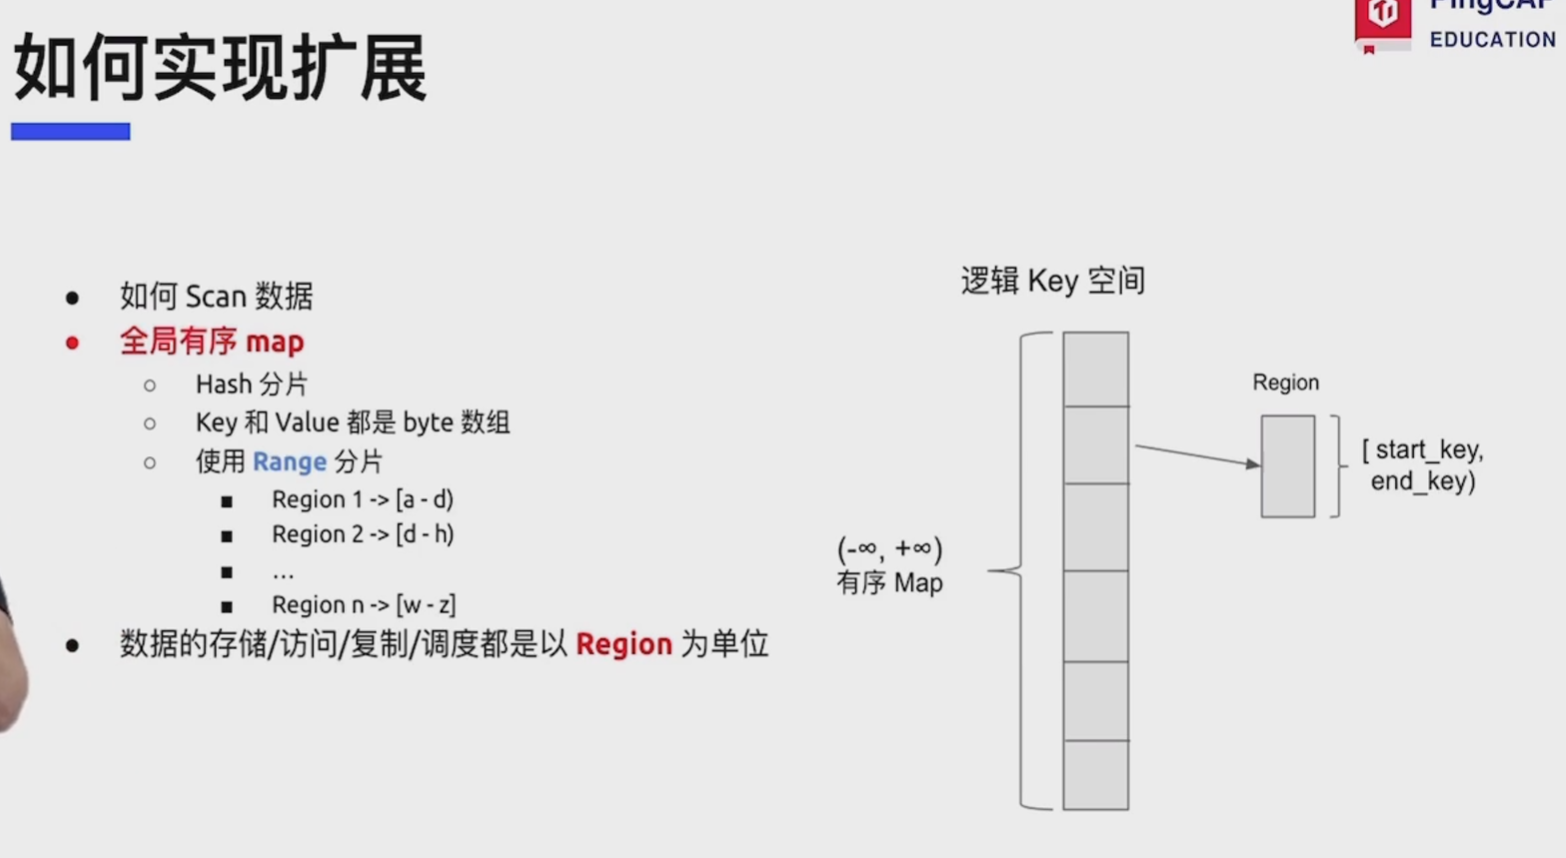 如何实现扩展
PingCAP
EDUCATION
如何 Scan 数据
全局有序 map
Hash 分片
Key 和 Value 都是 byte 数组
使用 Range 分片
Region 1 -> [a - d)
Region 2 -> [d - h)
...
Region n -> [w - z]
数据的存储/访问/复制/调度都是以 Region 为单位
逻辑 Key 空间
(-∞, +∞)
有序 Map
Region
[ start_key,
end_key)